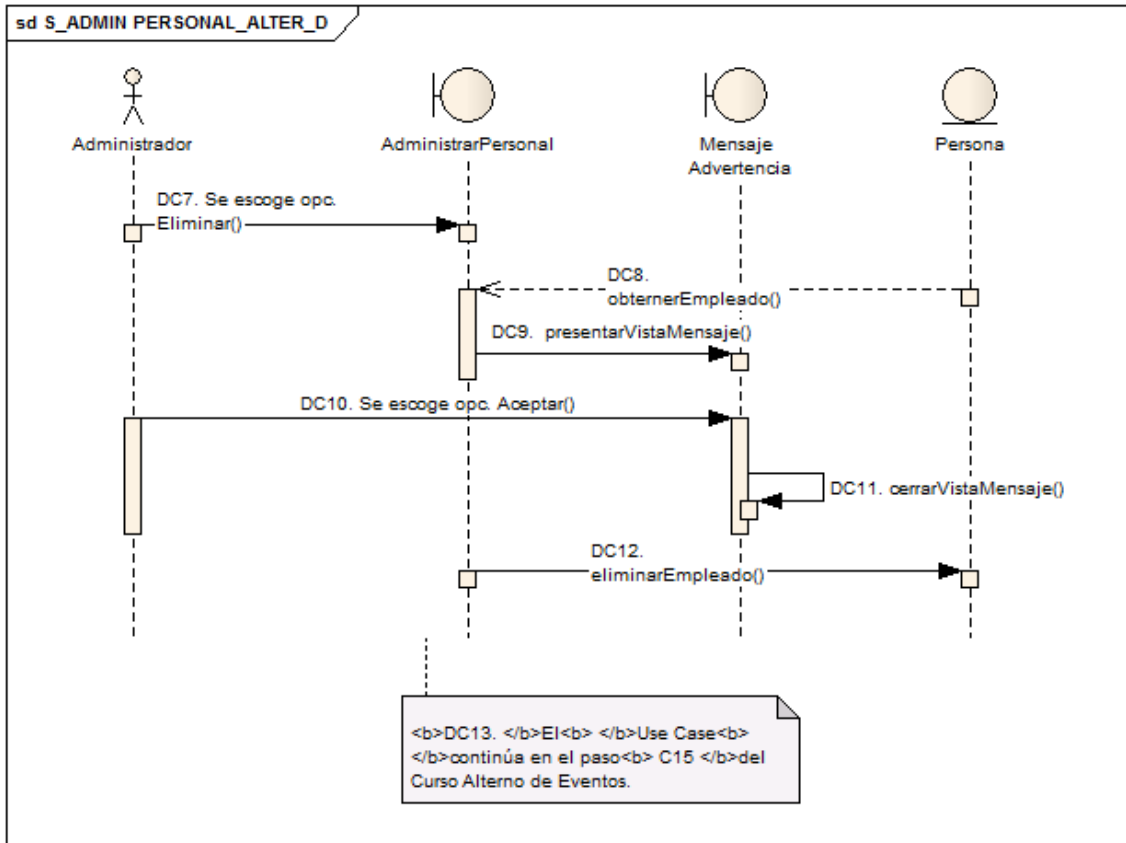 sd S_ADMIN PERSONAL_ALTER_D
Administrador
AdministrarPersonal
Mensaje
Advertencia
Persona
DC7. Se escoge opc.
Eliminar()
DC8.
obternerEmpleado()
DC9. presentarVistaMensaje()
DC10. Se escoge opc. Aceptar()
DC11. cerrarVistaMensaje()
DC12.
eliminarEmpleado()
<b>DC13. </b>El<b> </b>Use Case<b>
</b>continúa en el paso<b> C15 </b>del
Curso Alterno de Eventos.